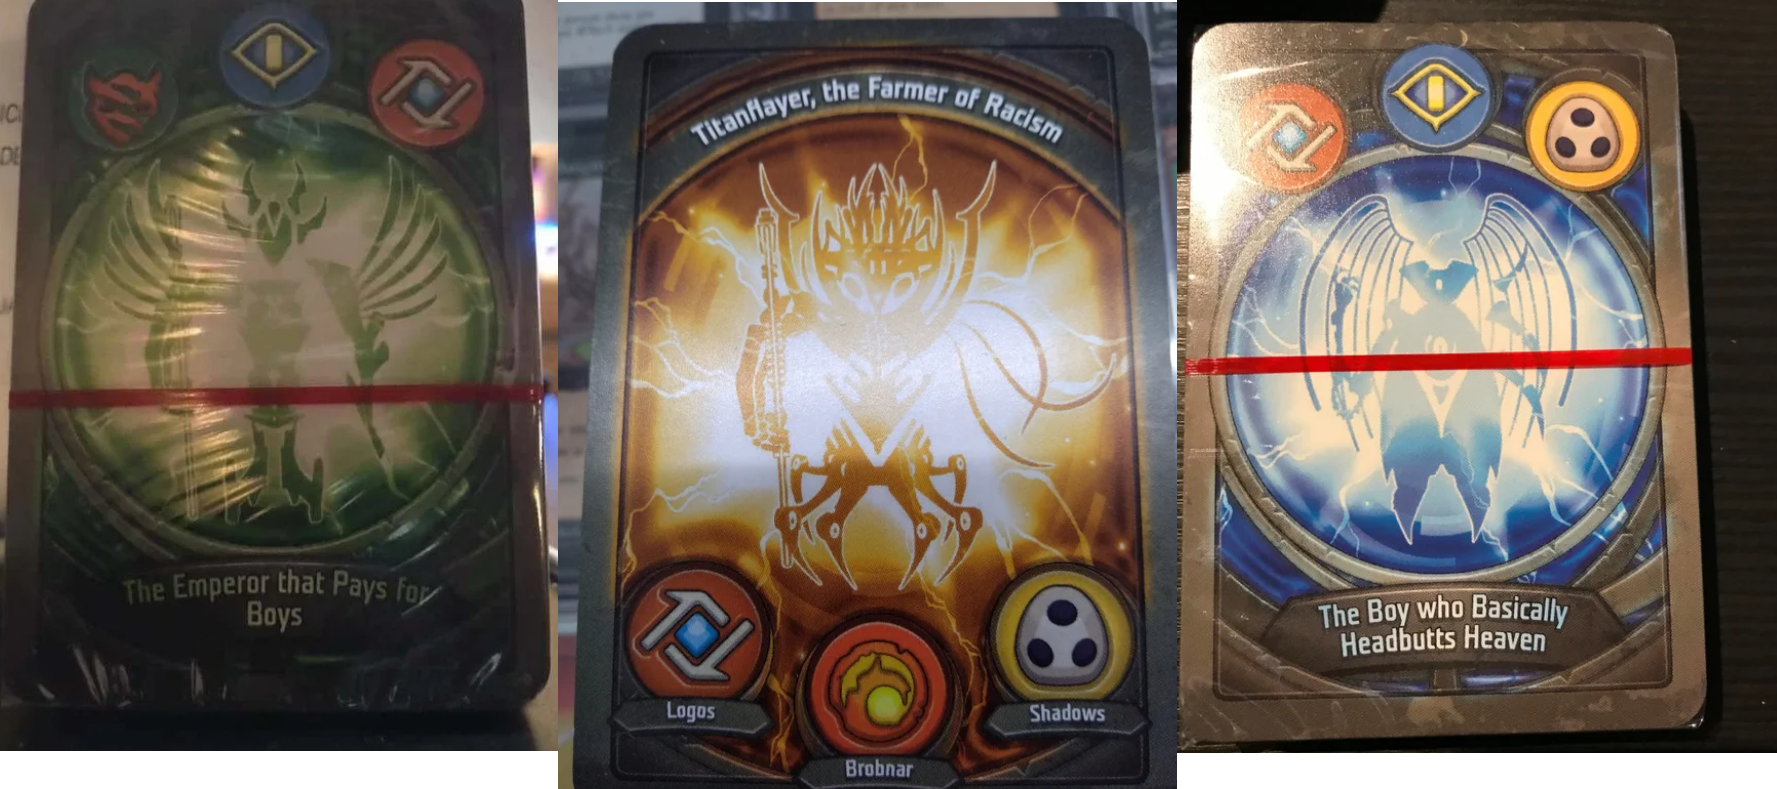 The Emperor that Pays for
Boys
Titanflayer, the Farmer of Racism
Logos
Shadows
Brobnar
The Boy who Basically
Headbutts Heaven